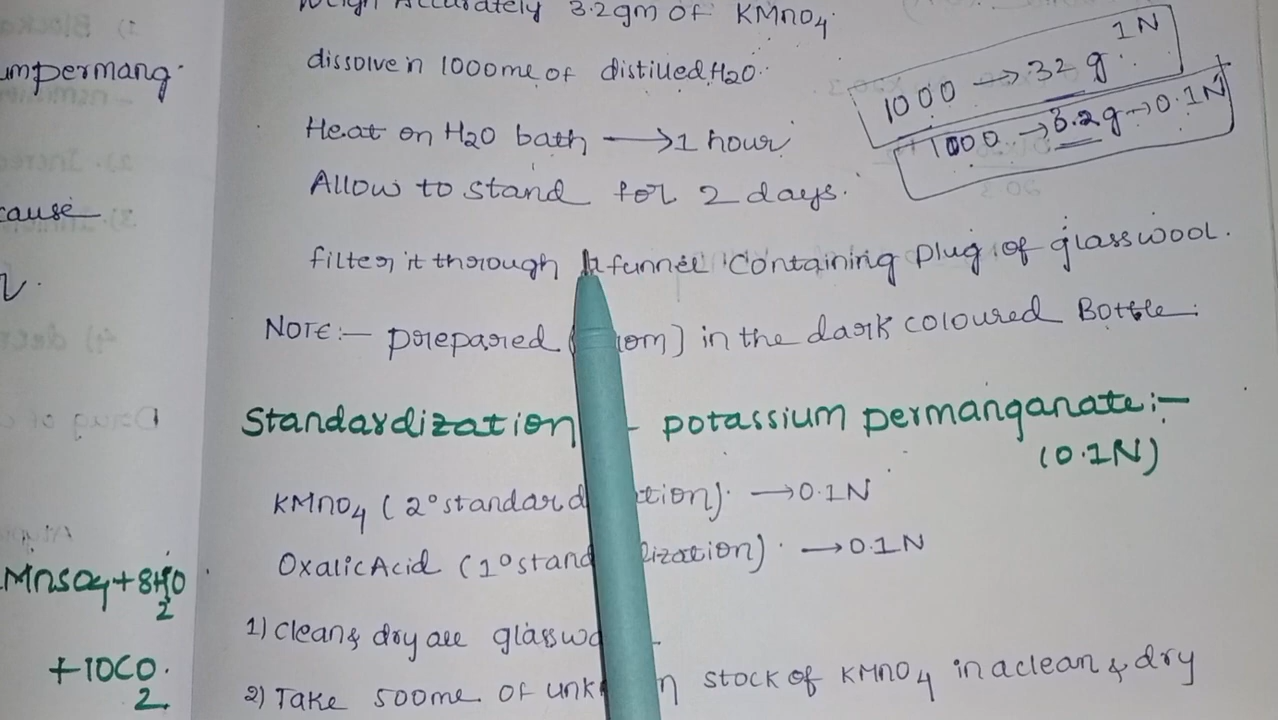 Weigh Accurately 3.2gm of KMnO4
dissolve in 1000ml of distilled H2O.
Heat on H2O bath → 1 hour
Allow to stand for 2 days.
filter it through a funnel containing plug of glasswool.
NOTE:- prepared in the dark coloured Bottle.
1000 → 32 g 1N
1000 → 3.2g → 0.1N
Standardization potassium permanganate:-
(0.1N)
KMnO4 (2° standard tion). → 0.1N
Oxalic Acid (1° stand lization). → 0.1N
1) Clean & dry all
2) Take 500ml of stock of KMnO4 in a clean & dry
umpermang
cause
MnSO4 + 8H2O
+10CO2